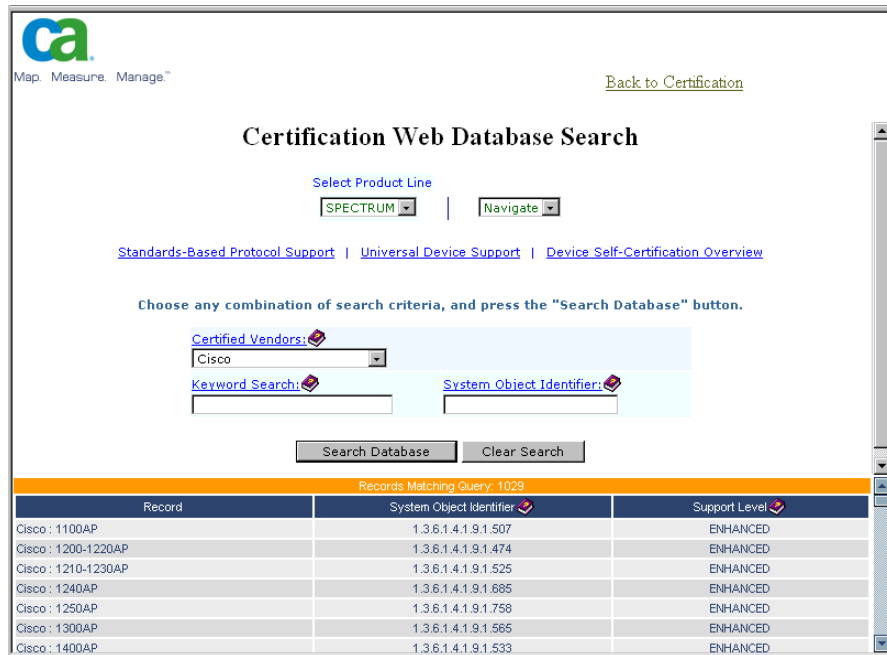 ca
Map. Measure. Manage.™
Back to Certification
Certification Web Database Search
Select Product Line
SPECTRUM | Navigate
Standards-Based Protocol Support | Universal Device Support | Device Self-Certification Overview
Choose any combination of search criteria, and press the "Search Database" button.
Certified Vendors:
Cisco
Keyword Search: System Object Identifier:
Search Database Clear Search
Records Matching Query: 1029
Record System Object Identifier Support Level
Cisco : 1100AP 1.3.6.1.4.1.9.1.507 ENHANCED
Cisco : 1200-1220AP 1.3.6.1.4.1.9.1.474 ENHANCED
Cisco : 1210-1230AP 1.3.6.1.4.1.9.1.525 ENHANCED
Cisco : 1240AP 1.3.6.1.4.1.9.1.685 ENHANCED
Cisco : 1250AP 1.3.6.1.4.1.9.1.758 ENHANCED
Cisco : 1300AP 1.3.6.1.4.1.9.1.565 ENHANCED
Cisco : 1400AP 1.3.6.1.4.1.9.1.533 ENHANCED